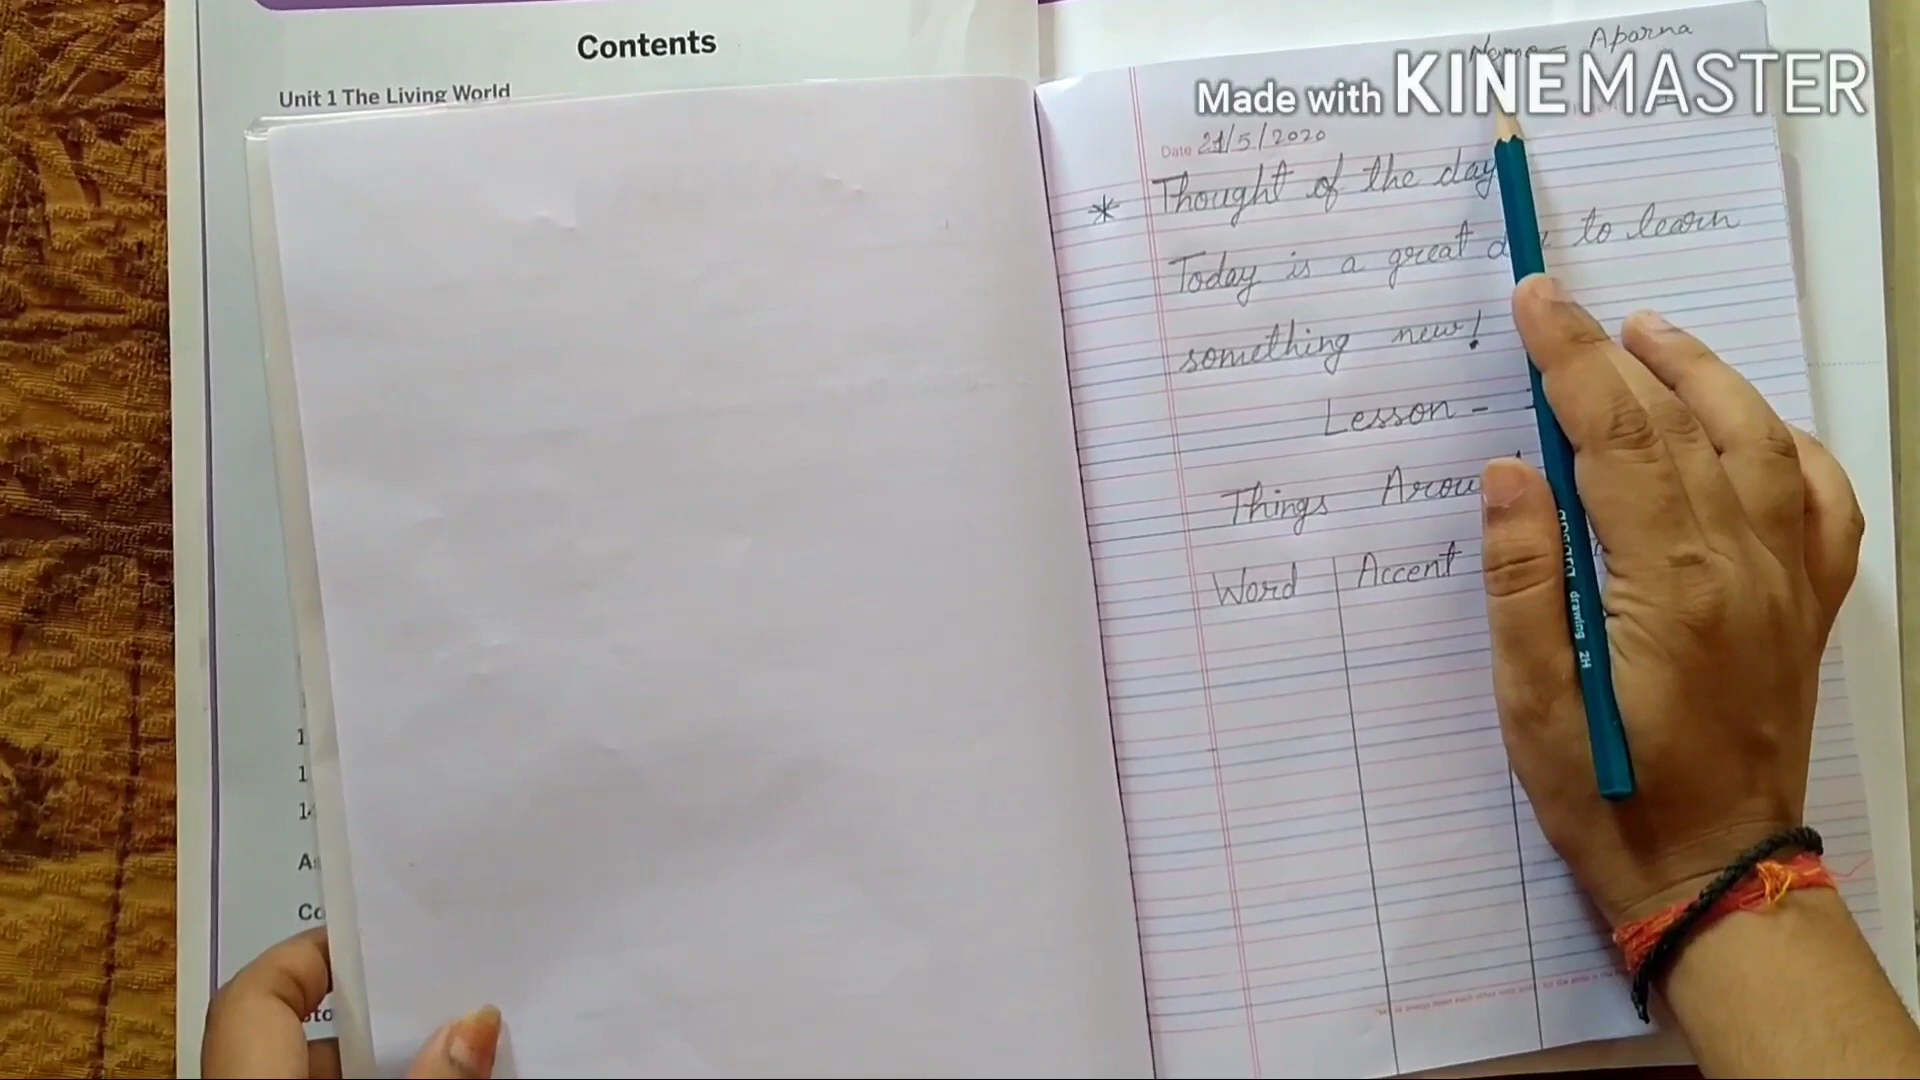 Contents
Unit 1 The Living World
Name - Aparna
Made with KINEMASTER
Date 21/5/2020
* Thought of the day
Today is a great to learn
something new!
Lesson -
Things
Word Accent
apsara drawing 2H